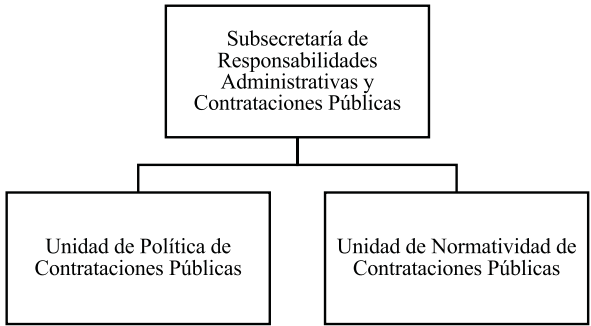 Subsecretaría de
Responsabilidades
Administrativas y
Contrataciones Públicas
Unidad de Política de
Contrataciones Públicas
Unidad de Normatividad de
Contrataciones Públicas